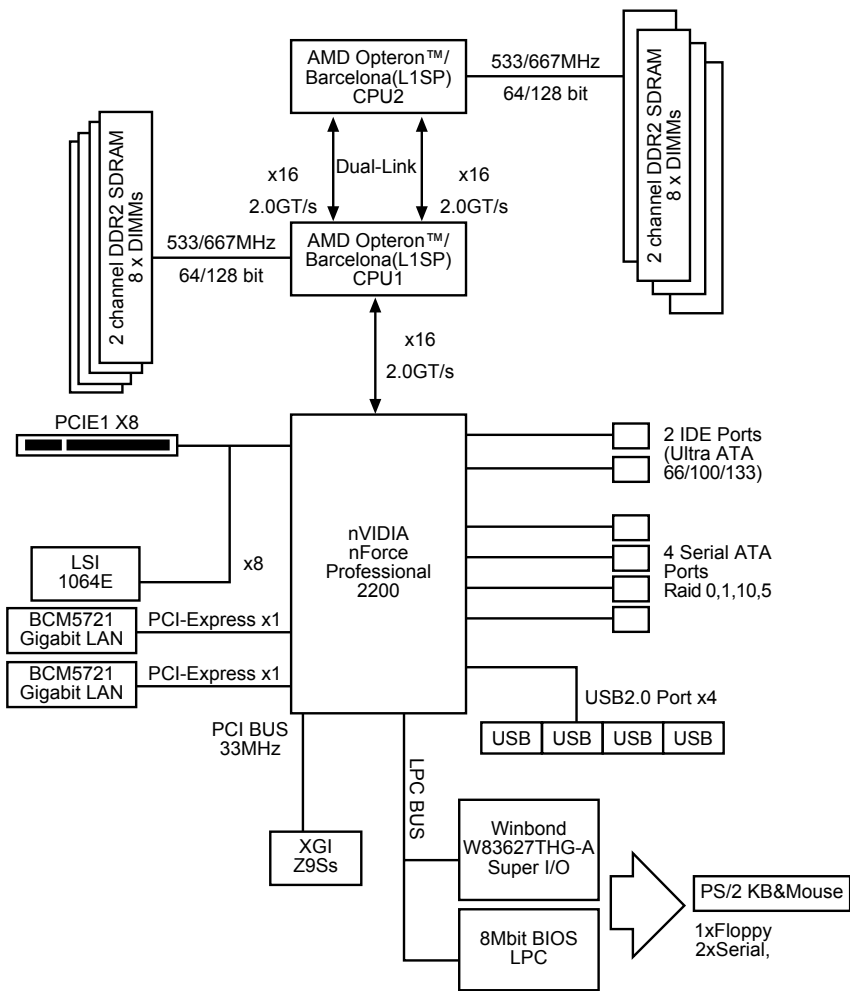 AMD Opteron™/
Barcelona(L1SP)
CPU2
533/667MHz
64/128 bit
2 channel DDR2 SDRAM
8 x DIMMs
2 channel DDR2 SDRAM
8 x DIMMs
x16
Dual-Link
x16
2.0GT/s
2.0GT/s
533/667MHz
64/128 bit
AMD Opteron™/
Barcelona(L1SP)
CPU1
x16
2.0GT/s
PCIE1 X8
2 IDE Ports
(Ultra ATA
66/100/133)
nVIDIA
nForce
Professional
2200
LSI
1064E
x8
4 Serial ATA
Ports
Raid 0,1,10,5
BCM5721
Gigabit LAN
PCI-Express x1
BCM5721
Gigabit LAN
PCI-Express x1
USB2.0 Port x4
USB
USB
USB
USB
PCI BUS
33MHz
LPC BUS
XGI
Z9Ss
Winbond
W83627THG-A
Super I/O
8Mbit BIOS
LPC
PS/2 KB&Mouse
1xFloppy
2xSerial,